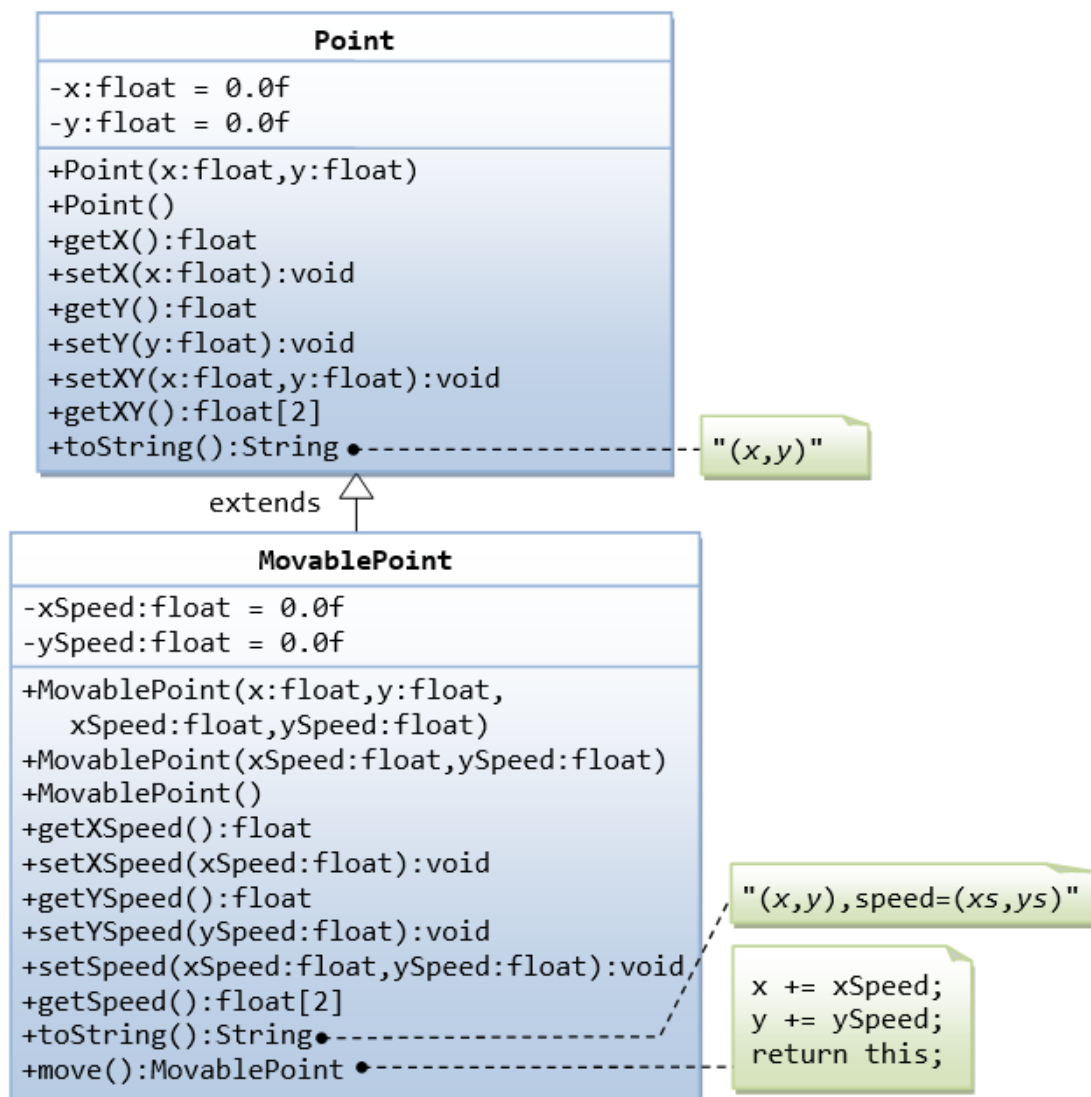 Point
-x:float = 0.0f
-y:float = 0.0f
+Point(x:float,y:float)
+Point()
+getX():float
+setX(x:float):void
+getY():float
+setY(y:float):void
+setXY(x:float,y:float):void
+getXY():float[2]
+toString():String
"(x,y)"
extends
MovablePoint
-xSpeed:float = 0.0f
-ySpeed:float = 0.0f
+MovablePoint(x:float,y:float,
xSpeed:float,ySpeed:float)
+MovablePoint(xSpeed:float,ySpeed:float)
+MovablePoint()
+getXSpeed():float
+setXSpeed(xSpeed:float):void
+getYSpeed():float
+setYSpeed(ySpeed:float):void
+setSpeed(xSpeed:float,ySpeed:float):void
+getSpeed():float[2]
+toString():String
+move():MovablePoint
"(x,y),speed=(xs,ys)"
x += xSpeed;
y += ySpeed;
return this;